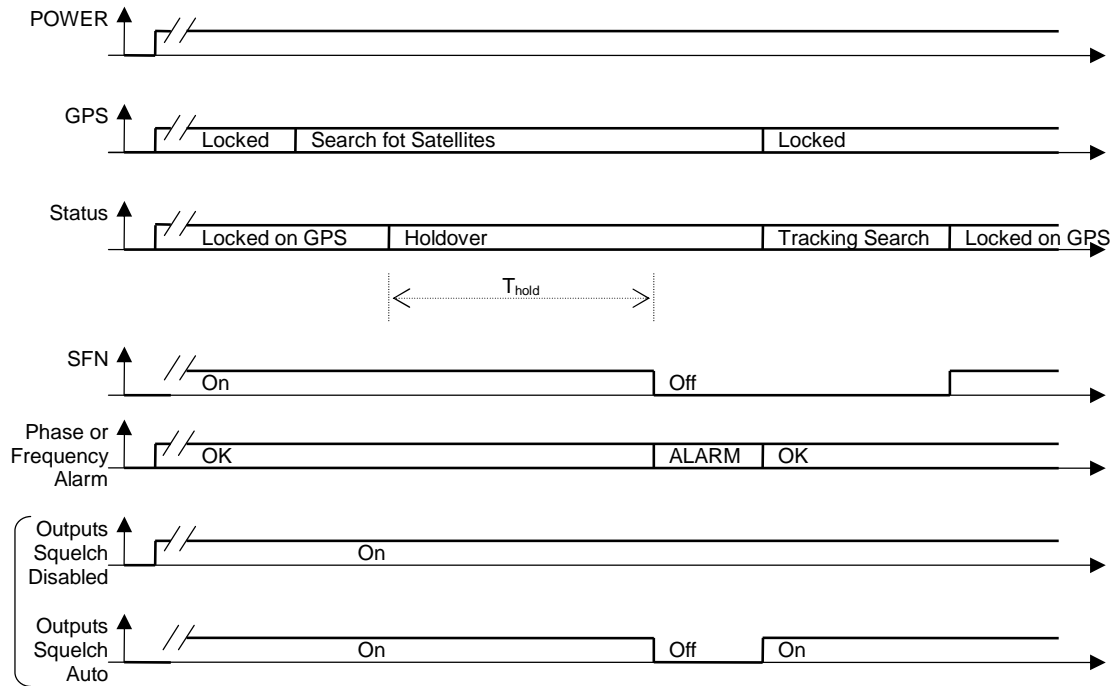 POWER
GPS
Locked
Search fot Satellites
Locked
Status
Locked on GPS
Holdover
Tracking Search
Locked on GPS
Thold
SFN
On
Off
Phase or
Frequency
Alarm
OK
ALARM
OK
Outputs
Squelch
Disabled
On
Outputs
Squelch
Auto
On
Off
On